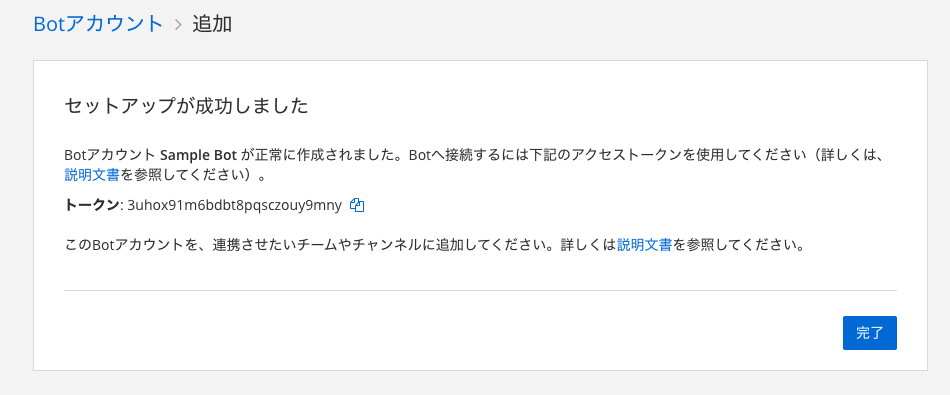 Botアカウント > 追加
セットアップが成功しました
Botアカウント Sample Bot が正常に作成されました。Botへ接続するには下記のアクセストークンを使用してください（詳しくは、
説明文書を参照してください）。
トークン: 3uhox91m6bdbt8pqsczouy9mny
このBotアカウントを、連携させたいチームやチャンネルに追加してください。詳しくは説明文書を参照してください。
完了